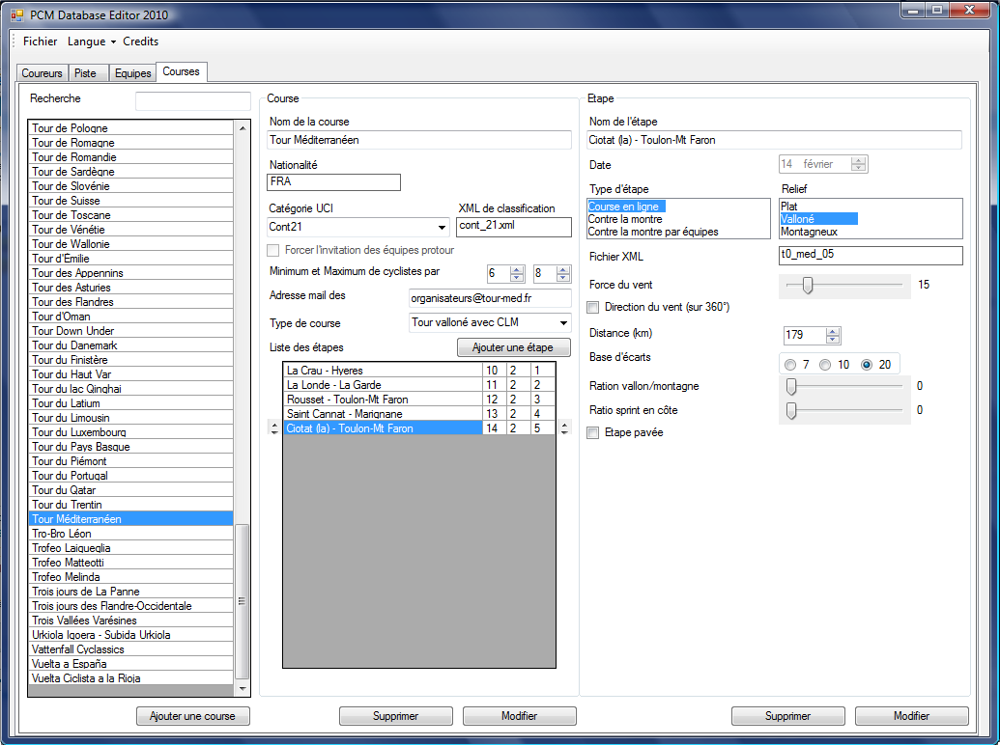 PCM Database Editor 2010
Fichier Langue Credits
Coureurs Piste Equipes Courses
Recherche
Tour de Pologne
Tour de Romagne
Tour de Romandie
Tour de Sardègne
Tour de Slovénie
Tour de Suisse
Tour de Toscane
Tour de Vénétie
Tour de Wallonie
Tour d'Émilie
Tour des Appennins
Tour des Asturies
Tour des Flandres
Tour d'Oman
Tour Down Under
Tour du Danemark
Tour du Finistère
Tour du Haut Var
Tour du lac Qinghai
Tour du Latium
Tour du Limousin
Tour du Luxembourg
Tour du Pays Basque
Tour du Piémont
Tour du Portugal
Tour du Qatar
Tour du Trentin
Tour Méditerranéen
Tro-Bro Léon
Trofeo Laigueglia
Trofeo Matteotti
Trofeo Melinda
Trois jours de La Panne
Trois jours des Flandre-Occidentale
Trois Vallées Varésines
Urkiola Igoera - Subida Urkiola
Vattenfall Cyclassics
Vuelta a España
Vuelta Ciclista a la Rioja
Ajouter une course
Course
Nom de la course
Tour Méditerranéen
Nationalité
FRA
Catégorie UCI XML de classification
Cont21 cont_21.xml
Forcer l'invitation des équipes protour
Minimum et Maximum de cyclistes par 6 8
Adresse mail des organisateurs@tour-med.fr
Type de course Tour valloné avec CLM
Liste des étapes Ajouter une étape
La Crau - Hyeres 10 2 1
La Londe - La Garde 11 2 2
Rousset - Toulon-Mt Faron 12 2 3
Saint Cannat - Marignane 13 2 4
Ciotat (la) - Toulon-Mt Faron 14 2 5
Supprimer Modifier
Etape
Nom de l'étape
Ciotat (la) - Toulon-Mt Faron
Date 14 février
Type d'étape Relief
Course en ligne Plat
Contre la montre Valloné
Contre la montre par équipes Montagneux
Fichier XML t0_med_05
Force du vent 15
Direction du vent (sur 360°)
Distance (km) 179
Base d'écarts 7 10 20
Ration vallon/montagne 0
Ratio sprint en côte 0
Etape pavée
Supprimer Modifier